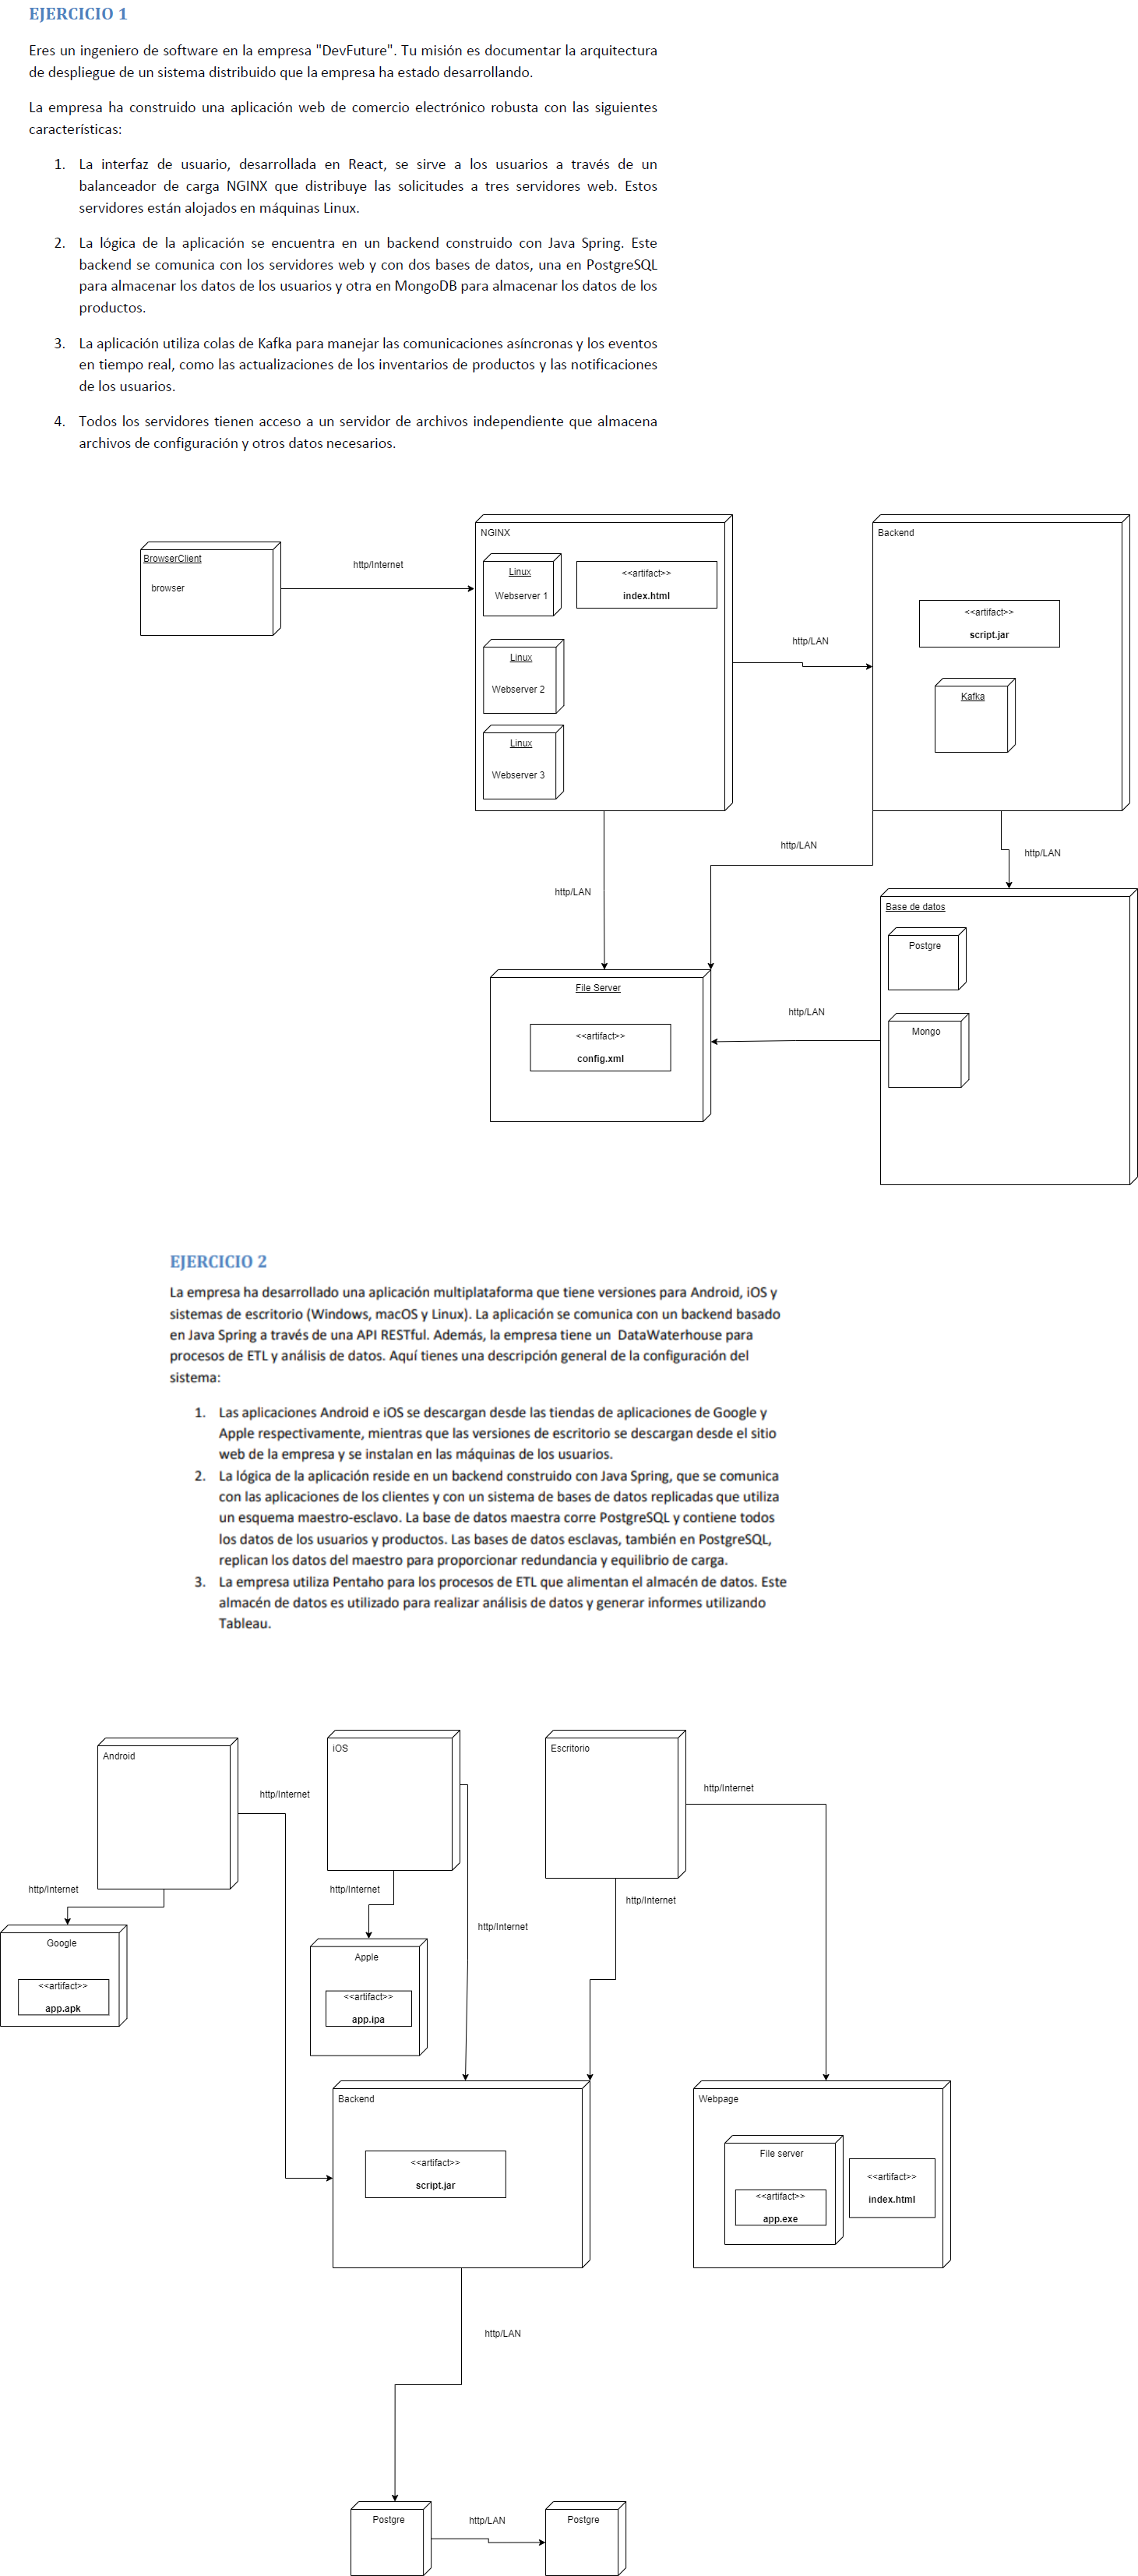 EJERCICIO 1
Eres un ingeniero de software en la empresa "DevFuture". Tu misión es documentar la arquitectura
de despliegue de un sistema distribuido que la empresa ha estado desarrollando.
La empresa ha construido una aplicación web de comercio electrónico robusta con las siguientes
características:
1. La interfaz de usuario, desarrollada en React, se sirve a los usuarios a través de un
balanceador de carga NGINX que distribuye las solicitudes a tres servidores web. Estos
servidores están alojados en máquinas Linux.
2. La lógica de la aplicación se encuentra en un backend construido con Java Spring. Este
backend se comunica con los servidores web y con dos bases de datos, una en PostgreSQL
para almacenar los datos de los usuarios y otra en MongoDB para almacenar los datos de los
productos.
3. La aplicación utiliza colas de Kafka para manejar las comunicaciones asíncronas y los eventos
en tiempo real, como las actualizaciones de los inventarios de productos y las notificaciones
de los usuarios.
4. Todos los servidores tienen acceso a un servidor de archivos independiente que almacena
archivos de configuración y otros datos necesarios.
BrowserClient
browser
http/Internet
NGINX
Linux
Webserver 1
<<artifact>>
index.html
Linux
Webserver 2
Linux
Webserver 3
http/LAN
Backend
<<artifact>>
script.jar
Kafka
http/LAN
http/LAN
http/LAN
Base de datos
Postgre
Mongo
File Server
<<artifact>>
config.xml
http/LAN
EJERCICIO 2
La empresa ha desarrollado una aplicación multiplataforma que tiene versiones para Android, iOS y
sistemas de escritorio (Windows, macOS y Linux). La aplicación se comunica con un backend basado
en Java Spring a través de una API RESTful. Además, la empresa tiene un DataWaterhouse para
procesos de ETL y análisis de datos. Aquí tienes una descripción general de la configuración del
sistema:
1. Las aplicaciones Android e iOS se descargan desde las tiendas de aplicaciones de Google y
Apple respectivamente, mientras que las versiones de escritorio se descargan desde el sitio
web de la empresa y se instalan en las máquinas de los usuarios.
2. La lógica de la aplicación reside en un backend construido con Java Spring, que se comunica
con las aplicaciones de los clientes y con un sistema de bases de datos replicadas que utiliza
un esquema maestro-esclavo. La base de datos maestra corre PostgreSQL y contiene todos
los datos de los usuarios y productos. Las bases de datos esclavas, también en PostgreSQL,
replican los datos del maestro para proporcionar redundancia y equilibrio de carga.
3. La empresa utiliza Pentaho para los procesos de ETL que alimentan el almacén de datos. Este
almacén de datos es utilizado para realizar análisis de datos y generar informes utilizando
Tableau.
Android
iOS
Escritorio
http/Internet
http/Internet
http/Internet
http/Internet
http/Internet
http/Internet
Google
<<artifact>>
app.apk
Apple
<<artifact>>
app.ipa
Backend
<<artifact>>
script.jar
Webpage
File server
<<artifact>>
app.exe
<<artifact>>
index.html
http/LAN
Postgre
http/LAN
Postgre